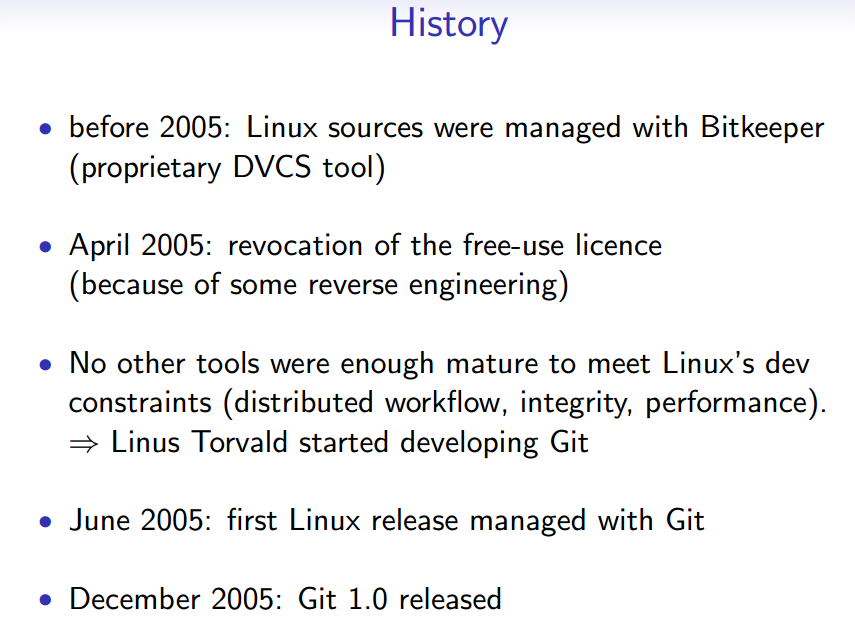 History
• before 2005: Linux sources were managed with Bitkeeper
(proprietary DVCS tool)
• April 2005: revocation of the free-use licence
(because of some reverse engineering)
• No other tools were enough mature to meet Linux's dev
constraints (distributed workflow, integrity, performance).
⇒ Linus Torvald started developing Git
• June 2005: first Linux release managed with Git
• December 2005: Git 1.0 released